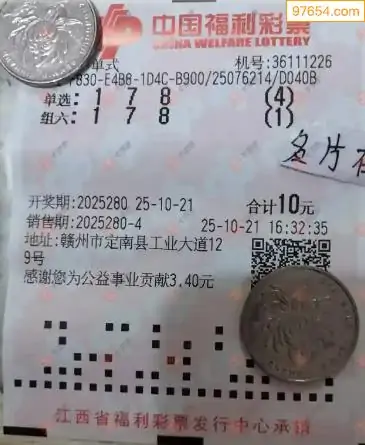 97654.com
中国福利彩票
CHINA WELFARE LOTTERY
单式 机号:36111226
830-E4B8-1D4C-B900/25076214/D040B
单选:1 7 8 (4)
组六:1 7 8 (1)
名片
开奖期:2025280 25-10-21 合计10元
销售期:2025280-4 25-10-21 16:32:35
地址:赣州市定南县工业大道12
9号
感谢您为公益事业贡献3.40元
江西省福利彩票发行中心承销